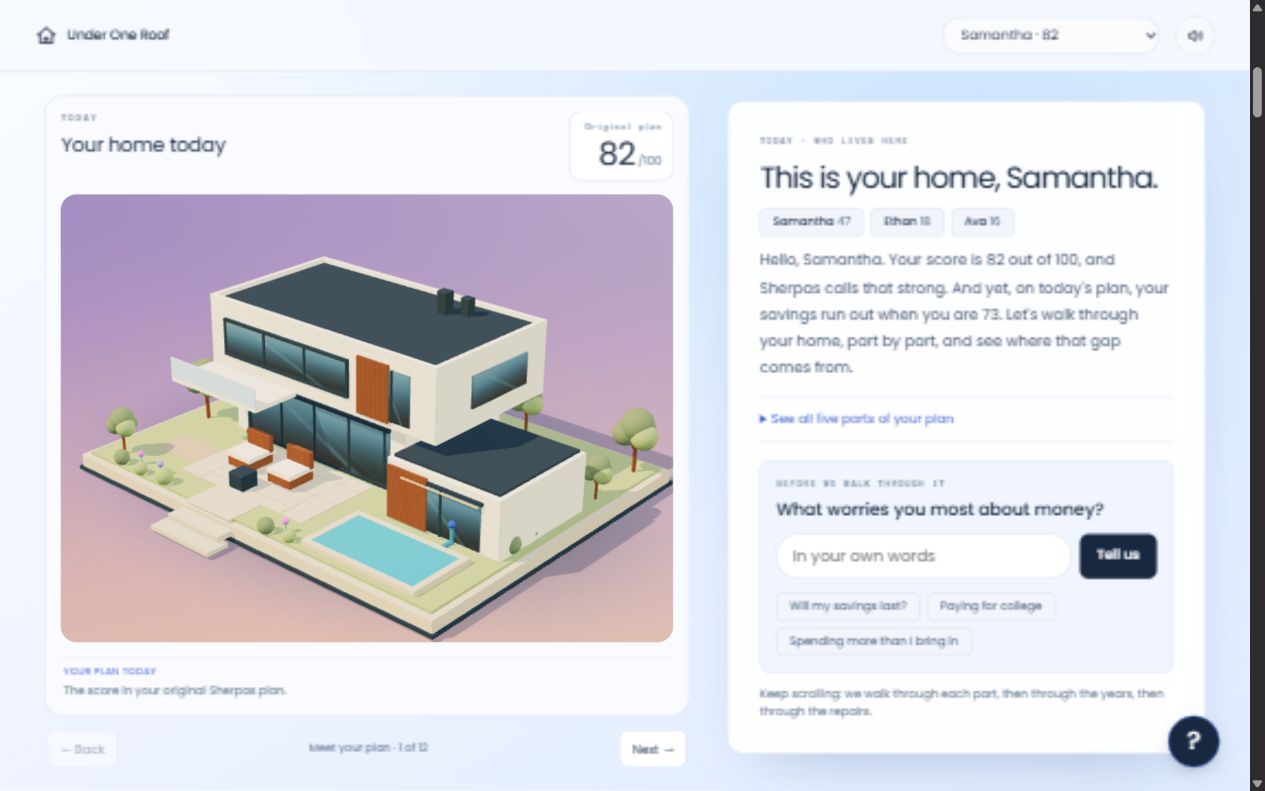 Under One Roof
Samantha · 82
TODAY
Your home today
Original plan
82/100
YOUR PLAN TODAY
The score in your original Sherpas plan.
← Back
Meet your plan · 1 of 12
Next →
TODAY · WHO LIVES HERE
This is your home, Samantha.
Samantha 47 Ethan 18 Ava 16
Hello, Samantha. Your score is 82 out of 100, and
Sherpas calls that strong. And yet, on today's plan, your
savings run out when you are 73. Let's walk through
your home, part by part, and see where that gap
comes from.
▸ See all five parts of your plan
BEFORE WE WALK THROUGH IT
What worries you most about money?
In your own words
Tell us
Will my savings last? Paying for college
Spending more than I bring in
Keep scrolling: we walk through each part, then through the years, then
through the repairs.
?